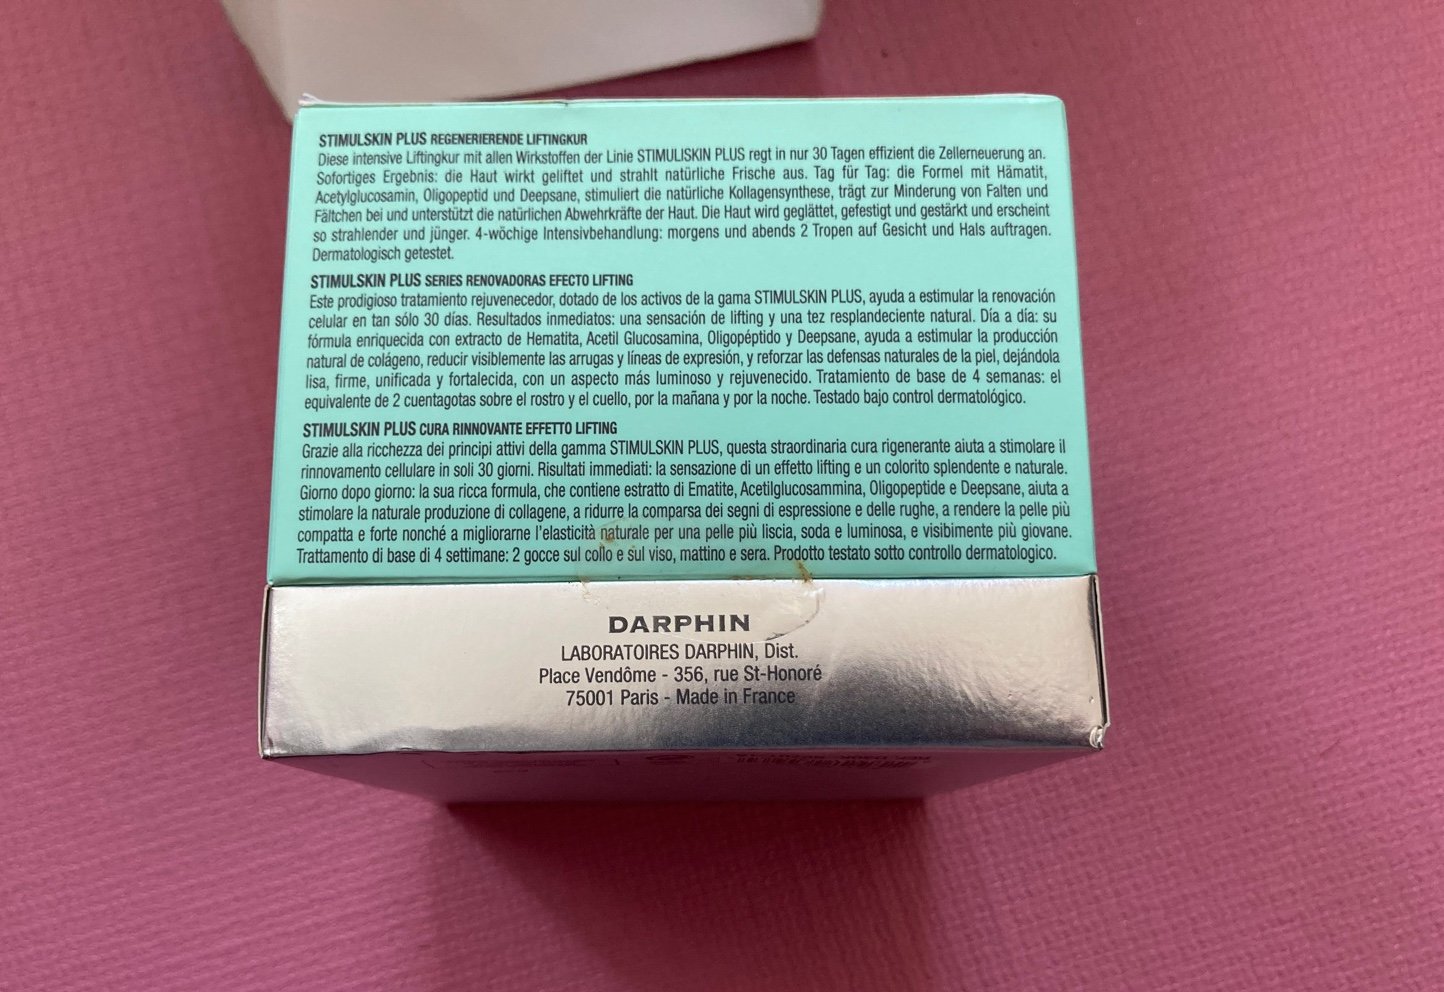 STIMULSKIN PLUS REGENERIERENDE LIFTINGKUR
Diese intensive Liftingkur mit allen Wirkstoffen der Linie STIMULISKIN PLUS regt in nur 30 Tagen effizient die Zellerneuerung an.
Sofortiges Ergebnis: die Haut wirkt geliftet und strahlt natürliche Frische aus. Tag für Tag: die Formel mit Hämatit,
Acetylglucosamin, Oligopeptid und Deepsane, stimuliert die natürliche Kollagensynthese, trägt zur Minderung von Falten und
Fältchen bei und unterstützt die natürlichen Abwehrkräfte der Haut. Die Haut wird geglättet, gefestigt und gestärkt und erscheint
so strahlender und jünger. 4-wöchige Intensivbehandlung: morgens und abends 2 Tropen auf Gesicht und Hals auftragen.
Dermatologisch getestet.
STIMULSKIN PLUS SERIES RENOVADORAS EFECTO LIFTING
Este prodigioso tratamiento rejuvenecedor, dotado de los activos de la gama STIMULSKIN PLUS, ayuda a estimular la renovación
celular en tan sólo 30 días. Resultados inmediatos: una sensación de lifting y una tez resplandeciente natural. Día a día: su
fórmula enriquecida con extracto de Hematita, Acetil Glucosamina, Oligopéptido y Deepsane, ayuda a estimular la producción
natural de colágeno, reducir visiblemente las arrugas y líneas de expresión, y reforzar las defensas naturales de la piel, dejándola
lisa, firme, unificada y fortalecida, con un aspecto más luminoso y rejuvenecido. Tratamiento de base de 4 semanas: el
equivalente de 2 cuentagotas sobre el rostro y el cuello, por la mañana y por la noche. Testado bajo control dermatológico.
STIMULSKIN PLUS CURA RINNOVANTE EFFETTO LIFTING
Grazie alla ricchezza dei principi attivi della gamma STIMULSKIN PLUS, questa straordinaria cura rigenerante aiuta a stimolare il
rinnovamento cellulare in soli 30 giorni. Risultati immediati: la sensazione di un effetto lifting e un colorito splendente e naturale.
Giorno dopo giorno: la sua ricca formula, che contiene estratto di Ematite, Acetilglucosammina, Oligopeptide e Deepsane, aiuta a
stimolare la naturale produzione di collagene, a ridurre la comparsa dei segni di espressione e delle rughe, a rendere la pelle più
compatta e forte nonché a migliorarne l'elasticità naturale per una pelle più liscia, soda e luminosa, e visibimente più giovane.
Trattamento di base di 4 settimane: 2 gocce sul collo e sul viso, mattino e sera. Prodotto testato sotto controllo dermatologico.
DARPHIN
LABORATOIRES DARPHIN, Dist.
Place Vendôme - 356, rue St-Honoré
75001 Paris - Made in France